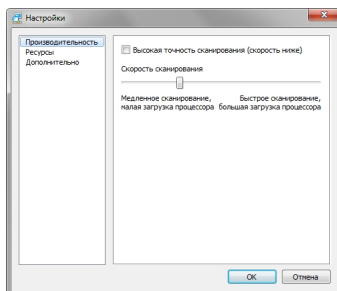 Настройки
Производительность
Ресурсы
Дополнительно
Высокая точность сканирования (скорость ниже)
Скорость сканирования
Медленное сканирование, Быстрое сканирование,
малая загрузка процессора большая загрузка процессора
OK Отмена